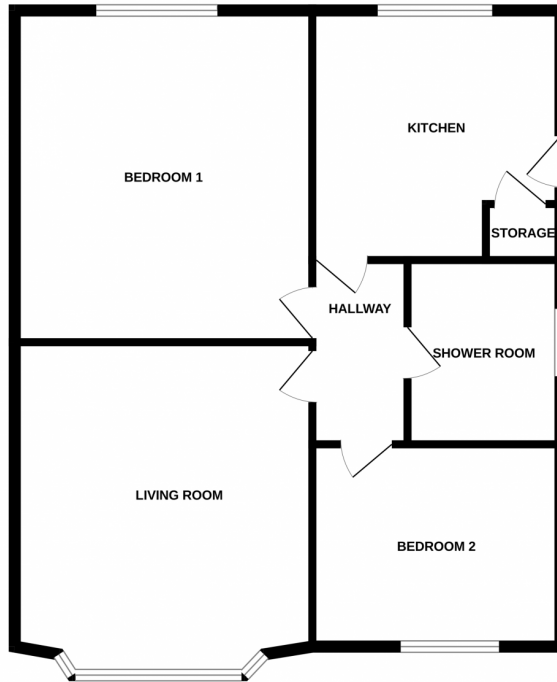 KITCHEN
BEDROOM 1
STORAGE
HALLWAY
SHOWER ROOM
LIVING ROOM
BEDROOM 2